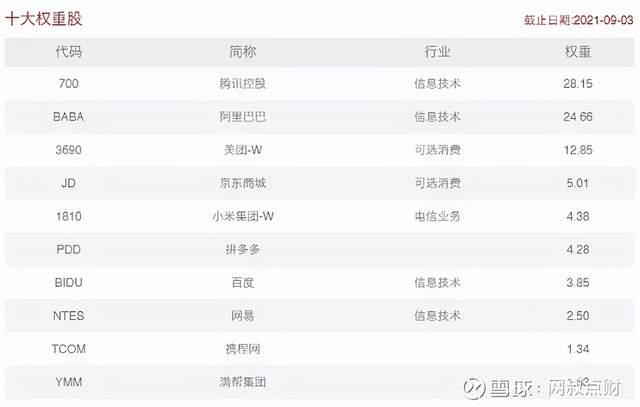 十大权重股 截止日期:2021-09-03
代码 简称 行业 权重
700 腾讯控股 信息技术 28.15
BABA 阿里巴巴 信息技术 24.66
3690 美团-W 可选消费 12.85
JD 京东商城 可选消费 5.01
1810 小米集团-W 电信业务 4.38
PDD 拼多多 4.28
BIDU 百度 信息技术 3.85
NTES 网易 信息技术 2.50
TCOM 携程网 1.34
YMM 满帮集团
雪球:网叔点财